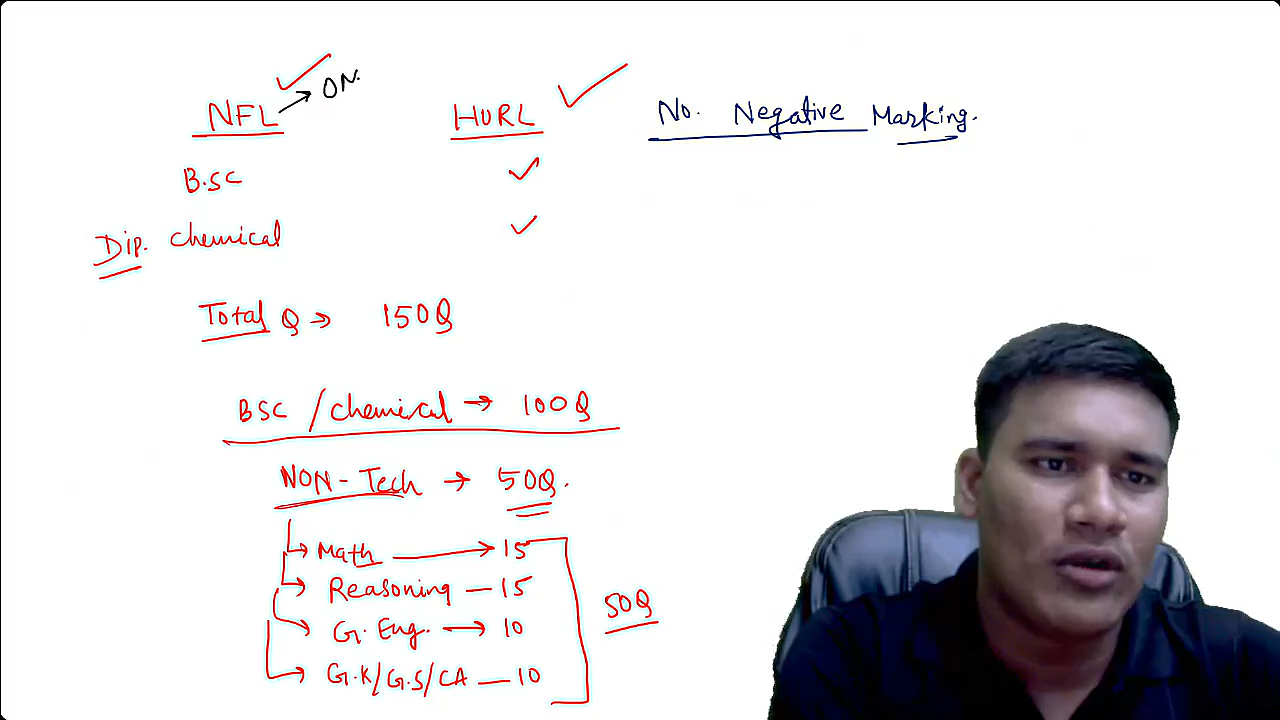 NFL → ON. HURL No. Negative Marking.
B.SC
Dip. Chemical
Total Q → 150Q
BSC / Chemical → 100Q
NON-Tech → 50Q.
Math → 15
Reasoning — 15
G. Eng. → 10
G.K/G.S/CA — 10
50Q